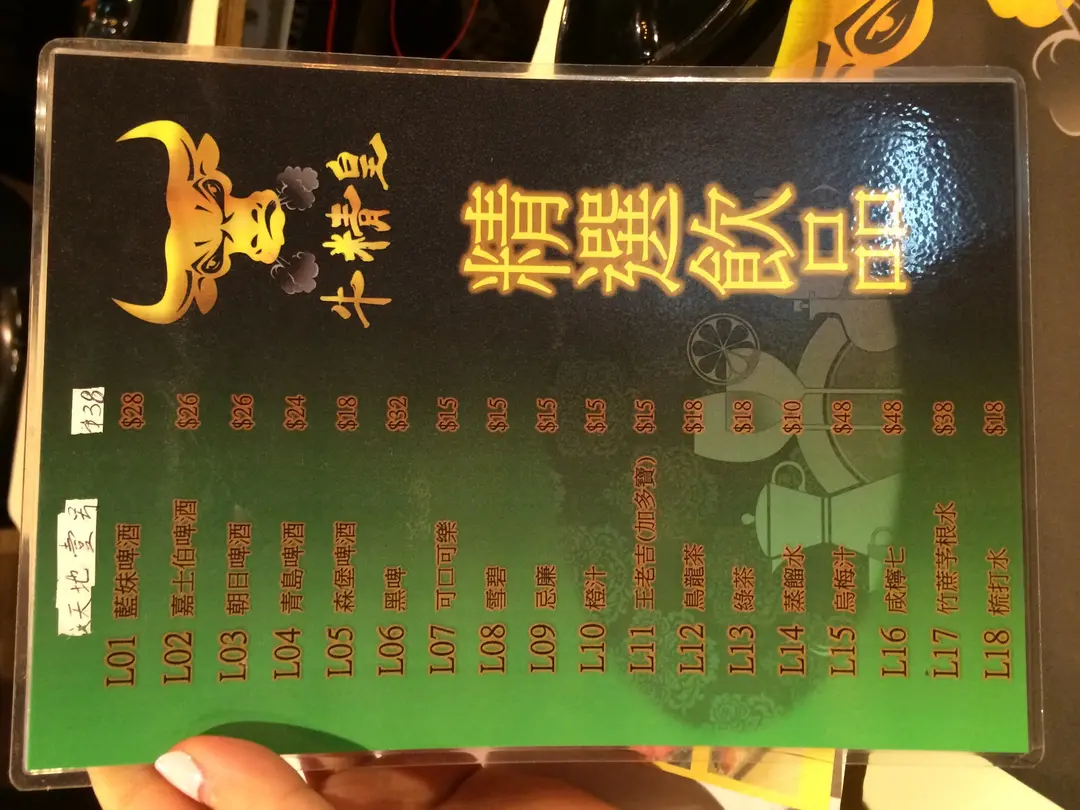 牛精皇
精選飲品
天地壹号 $38
L01 藍妹啤酒 $28
L02 嘉士伯啤酒 $26
L03 朝日啤酒 $26
L04 青島啤酒 $24
L05 森堡啤酒 $18
L06 黑啤 $32
L07 可口可樂 $15
L08 雪碧 $15
L09 忌廉 $15
L10 橙汁 $15
L11 王老吉(加多寶) $15
L12 烏龍茶 $18
L13 綠茶 $18
L14 蒸餾水 $10
L15 烏梅汁 $48
L16 咸檸七 $48
L17 竹蔗茅根水 $38
L18 梳打水 $18